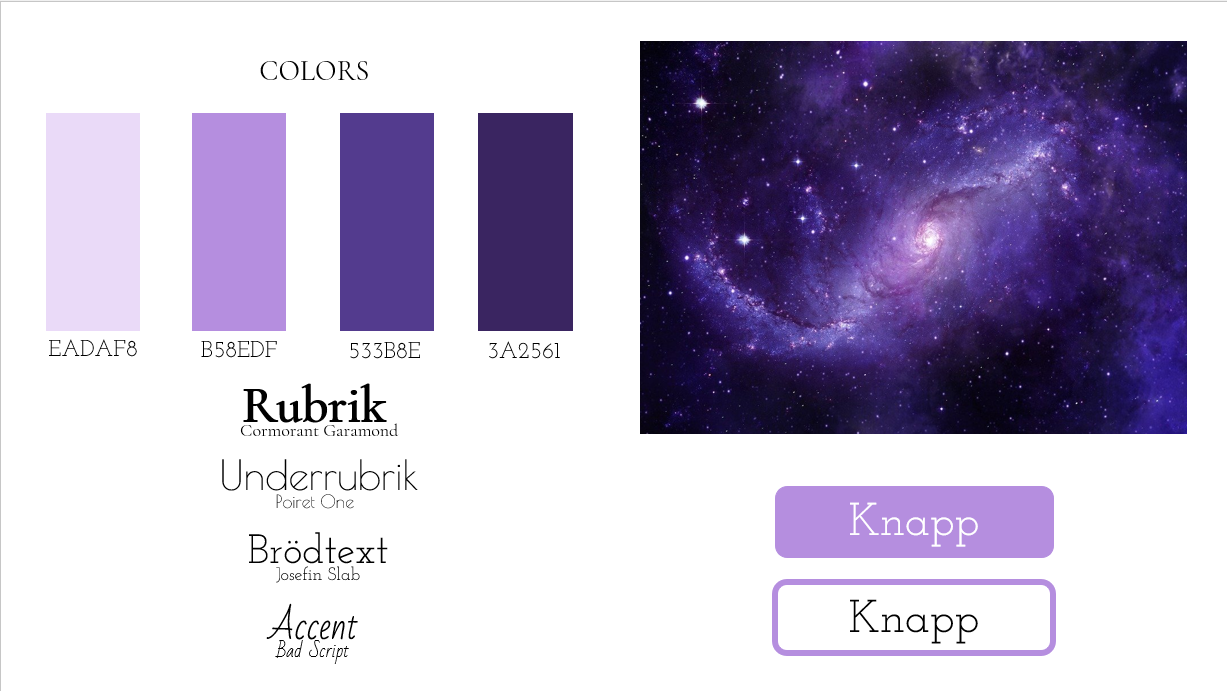 COLORS
EADAF8
B58EDF
533B8E
3A2561
Rubrik
Cormorant Garamond
Underrubrik
Poiret One
Brödtext
Josefin Slab
Accent
Bad Script
Knapp
Knapp